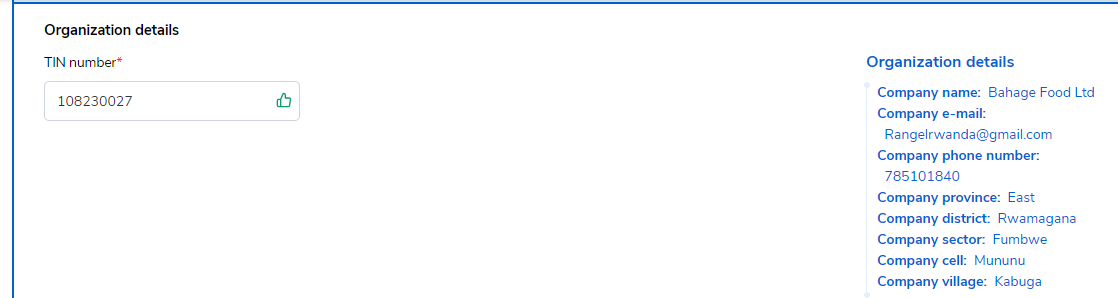 Organization details
TIN number*
108230027
Organization details
Company name: Bahage Food Ltd
Company e-mail:
Rangelrwanda@gmail.com
Company phone number:
785101840
Company province: East
Company district: Rwamagana
Company sector: Fumbwe
Company cell: Mununu
Company village: Kabuga